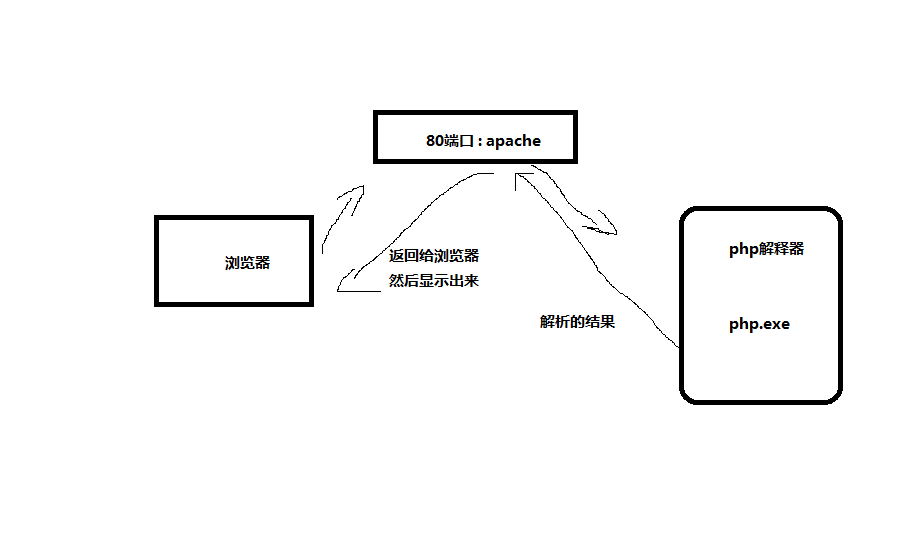 80端口 : apache
浏览器
返回给浏览器
然后显示出来
php解释器
解析的结果
php.exe